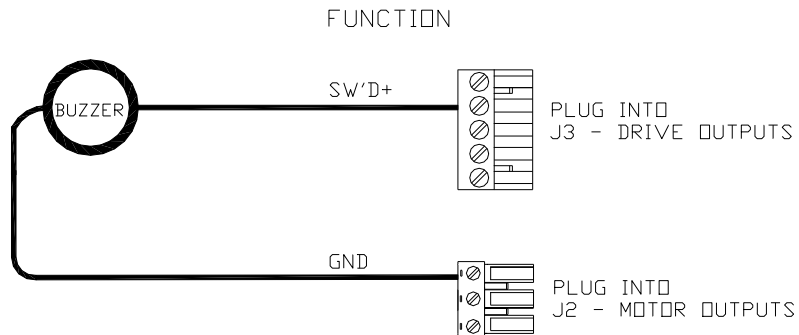 FUNCTION
SW'D+
BUZZER
PLUG INTO
J3 - DRIVE OUTPUTS
GND
PLUG INTO
J2 - MOTOR OUTPUTS